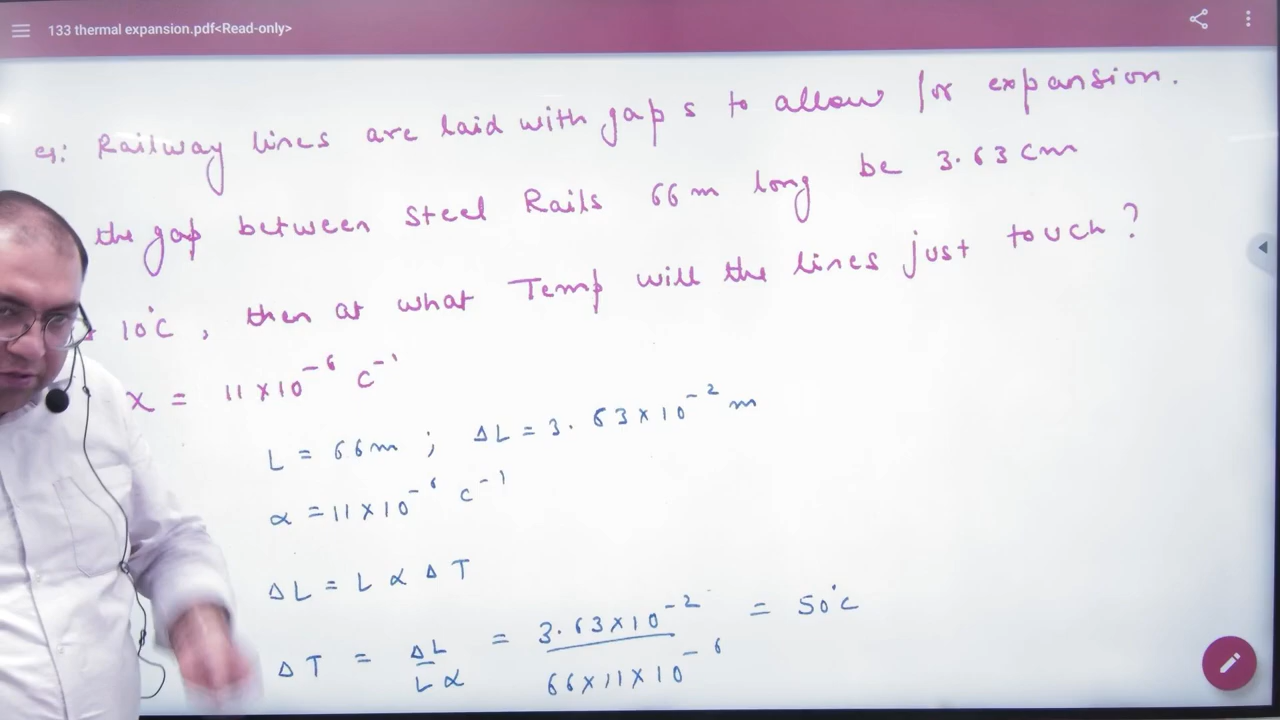 133 thermal expansion.pdf<Read-only>
eg: Railway lines are laid with gap s to allow for expansion.
the gap between Steel Rails 66 m long be 3.63 cm
10°C , then at what Temp will the lines just touch?
α = 11 × 10⁻⁶ C⁻¹
L = 66m ; ΔL = 3.63 × 10⁻² m
α = 11 × 10⁻⁶ C⁻¹
ΔL = L α Δ T
ΔT = ΔL / Lα = 3.63 × 10⁻² / 66 × 11 × 10⁻⁶ = 50°C